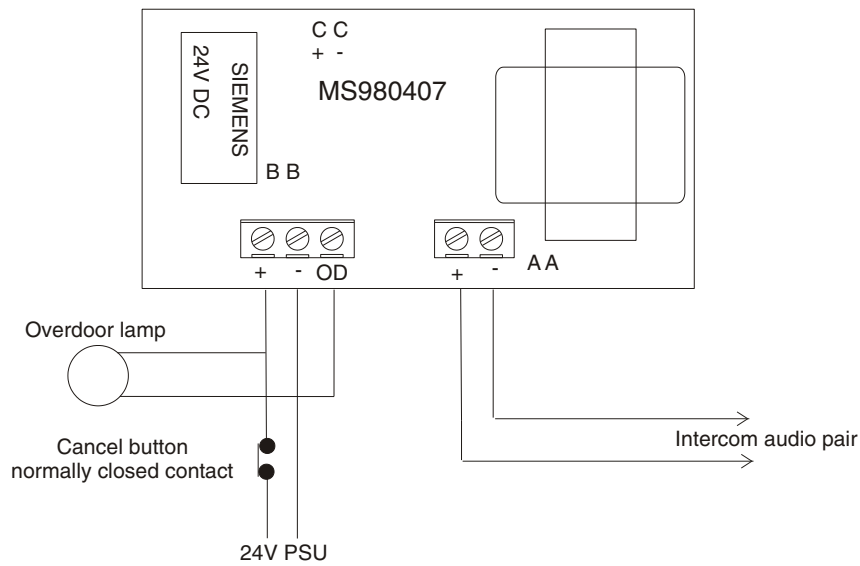 C C
+ -
MS980407
24V DC
SIEMENS
B B
+ - OD
+ - A A
Overdoor lamp
Cancel button
normally closed contact
Intercom audio pair
24V PSU